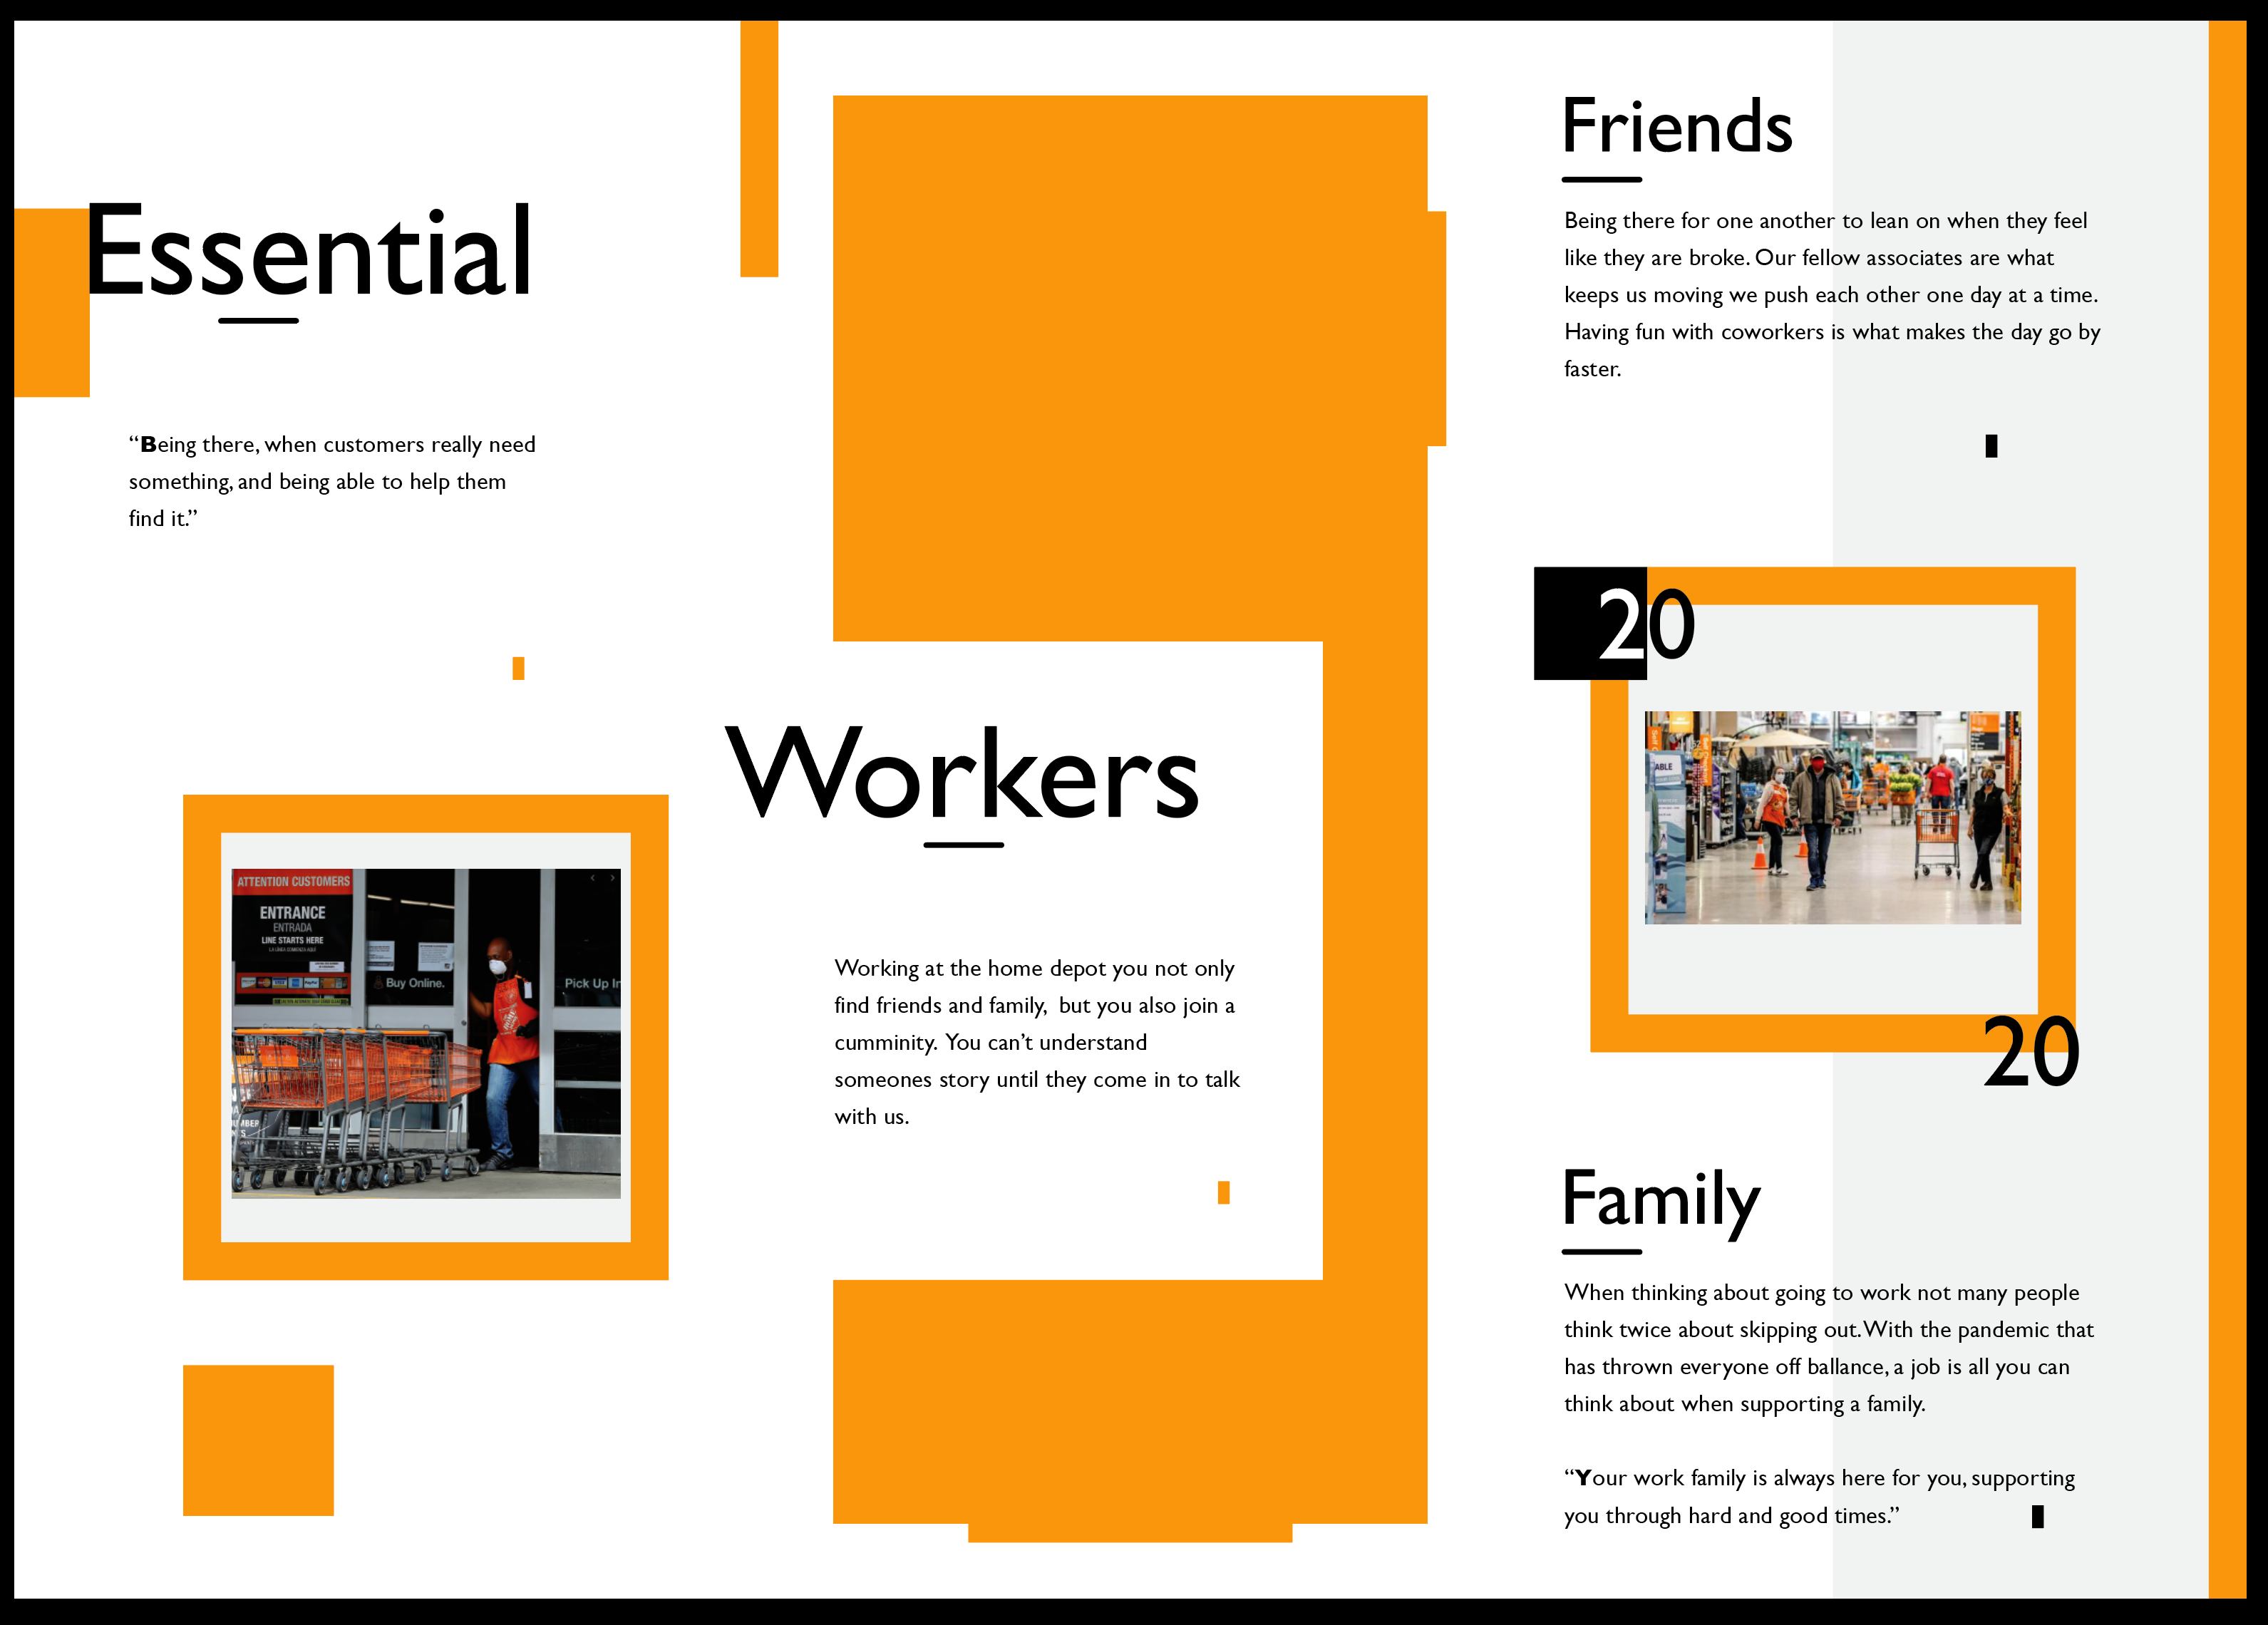 Essential
“Being there, when customers really need
something, and being able to help them
find it.”
ATTENTION CUSTOMERS
ENTRANCE
ENTRADA
LINE STARTS HERE
LA LINEA COMIENZA AQUI
Buy Online.
Pick Up In
Workers
Working at the home depot you not only
find friends and family,  but you also join a
cumminity.  You can’t understand
someones story until they come in to talk
with us.
Friends
Being there for one another to lean on when they feel
like they are broke. Our fellow associates are what
keeps us moving we push each other one day at a time.
Having fun with coworkers is what makes the day go by
faster.
20
ABLE
20
Family
When thinking about going to work not many people
think twice about skipping out. With the pandemic that
has thrown everyone off ballance, a job is all you can
think about when supporting a family.
“Your work family is always here for you, supporting
you through hard and good times.”